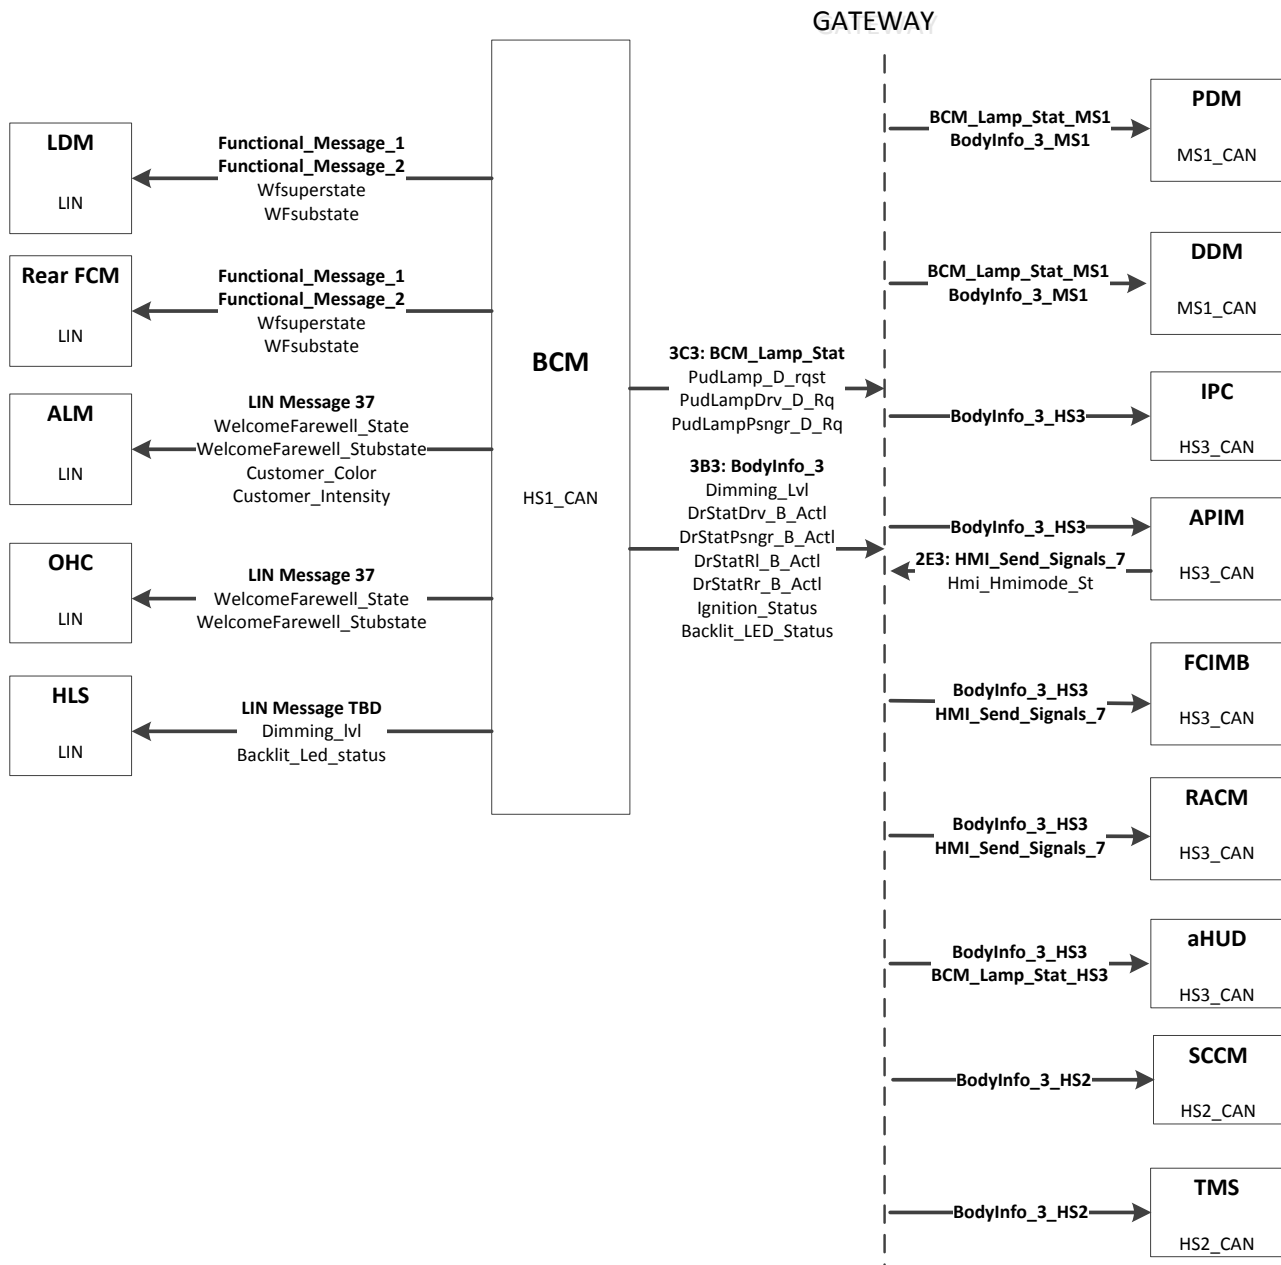 GATEWAY
LDM
LIN
Functional_Message_1
Functional_Message_2
Wfsuperstate
WFsubstate
Rear FCM
LIN
Functional_Message_1
Functional_Message_2
Wfsuperstate
WFsubstate
ALM
LIN
LIN Message 37
WelcomeFarewell_State
WelcomeFarewell_Stubstate
Customer_Color
Customer_Intensity
OHC
LIN
LIN Message 37
WelcomeFarewell_State
WelcomeFarewell_Stubstate
HLS
LIN
LIN Message TBD
Dimming_lvl
Backlit_Led_status
BCM
HS1_CAN
3C3: BCM_Lamp_Stat
PudLamp_D_rqst
PudLampDrv_D_Rq
PudLampPsngr_D_Rq
3B3: BodyInfo_3
Dimming_Lvl
DrStatDrv_B_Actl
DrStatPsngr_B_Actl
DrStatRl_B_Actl
DrStatRr_B_Actl
Ignition_Status
Backlit_LED_Status
BCM_Lamp_Stat_MS1
BodyInfo_3_MS1
PDM
MS1_CAN
BCM_Lamp_Stat_MS1
BodyInfo_3_MS1
DDM
MS1_CAN
BodyInfo_3_HS3
IPC
HS3_CAN
BodyInfo_3_HS3
2E3: HMI_Send_Signals_7
Hmi_Hmimode_St
APIM
HS3_CAN
BodyInfo_3_HS3
HMI_Send_Signals_7
FCIMB
HS3_CAN
BodyInfo_3_HS3
HMI_Send_Signals_7
RACM
HS3_CAN
BodyInfo_3_HS3
BCM_Lamp_Stat_HS3
aHUD
HS3_CAN
BodyInfo_3_HS2
SCCM
HS2_CAN
BodyInfo_3_HS2
TMS
HS2_CAN